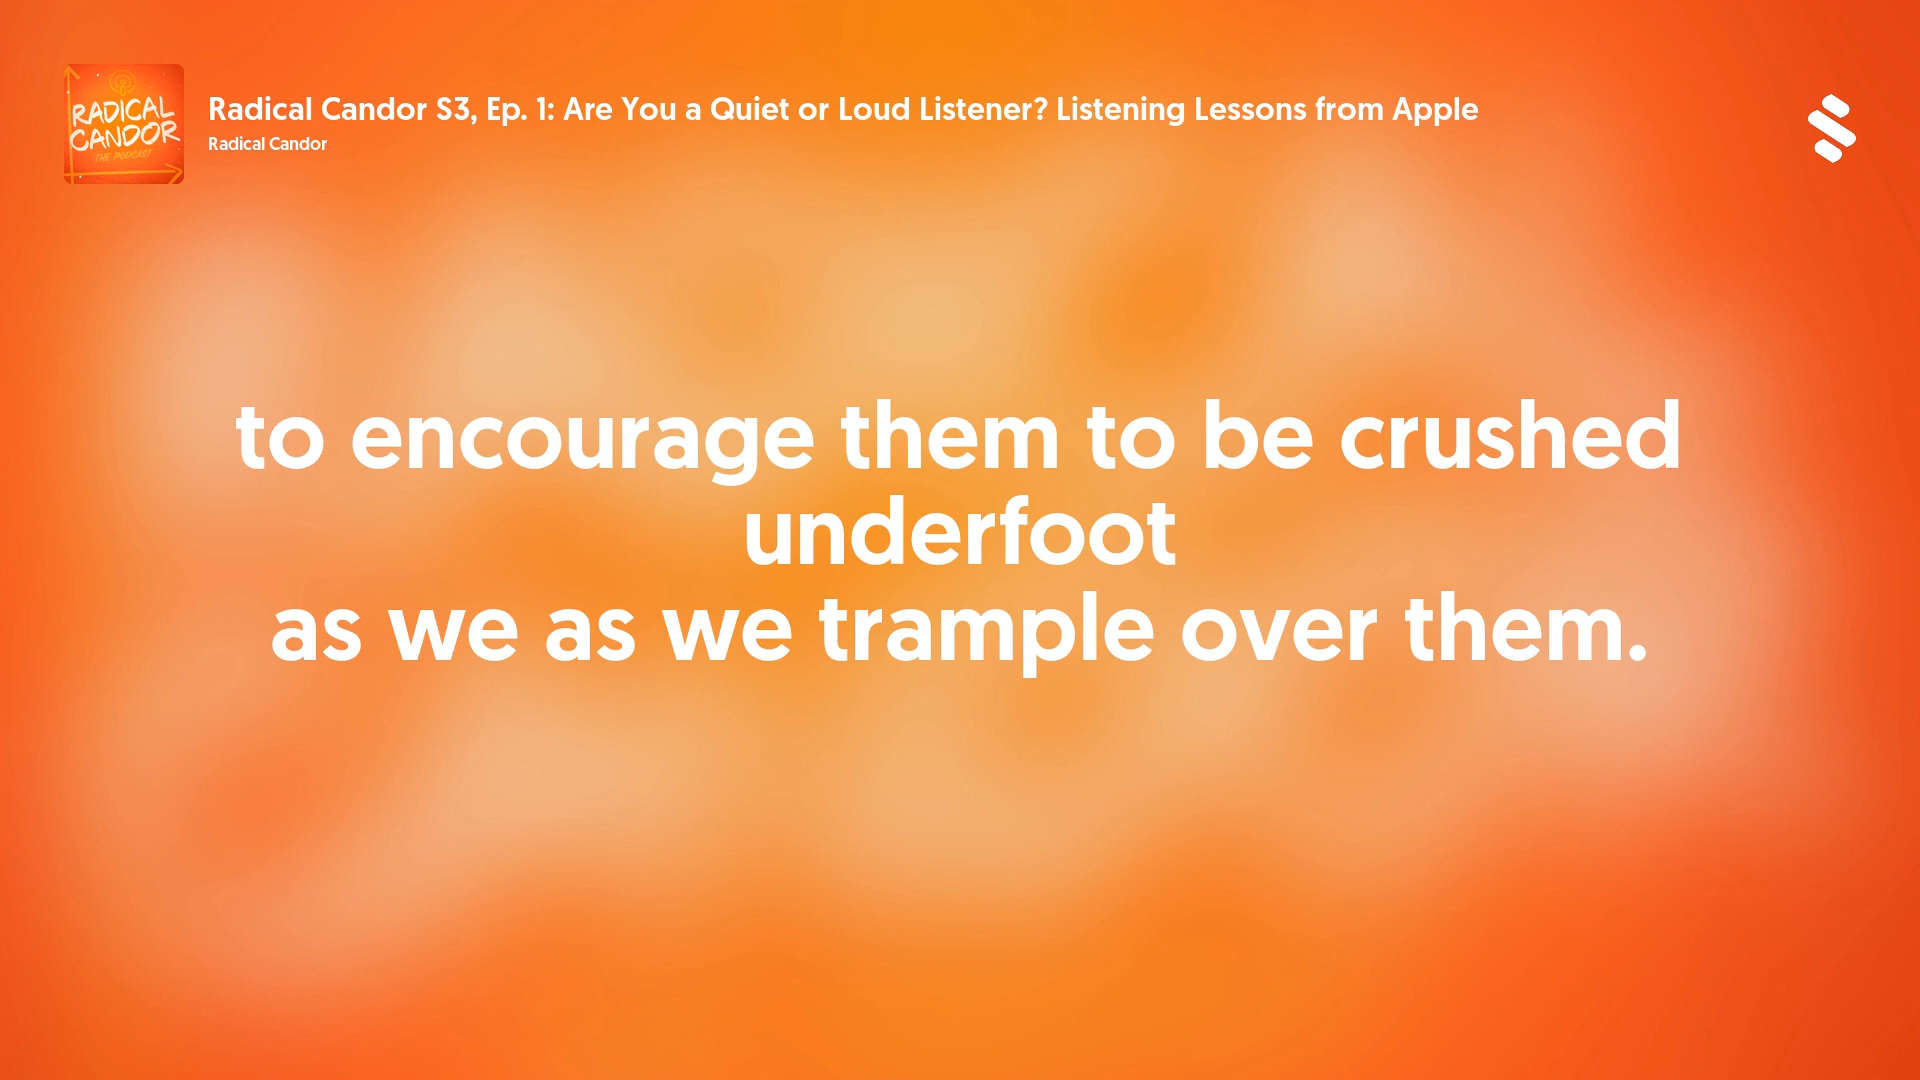 RADICAL
CANDOR
THE PODCAST
Radical Candor S3, Ep. 1: Are You a Quiet or Loud Listener? Listening Lessons from Apple
Radical Candor
to encourage them to be crushed
underfoot
as we as we trample over them.